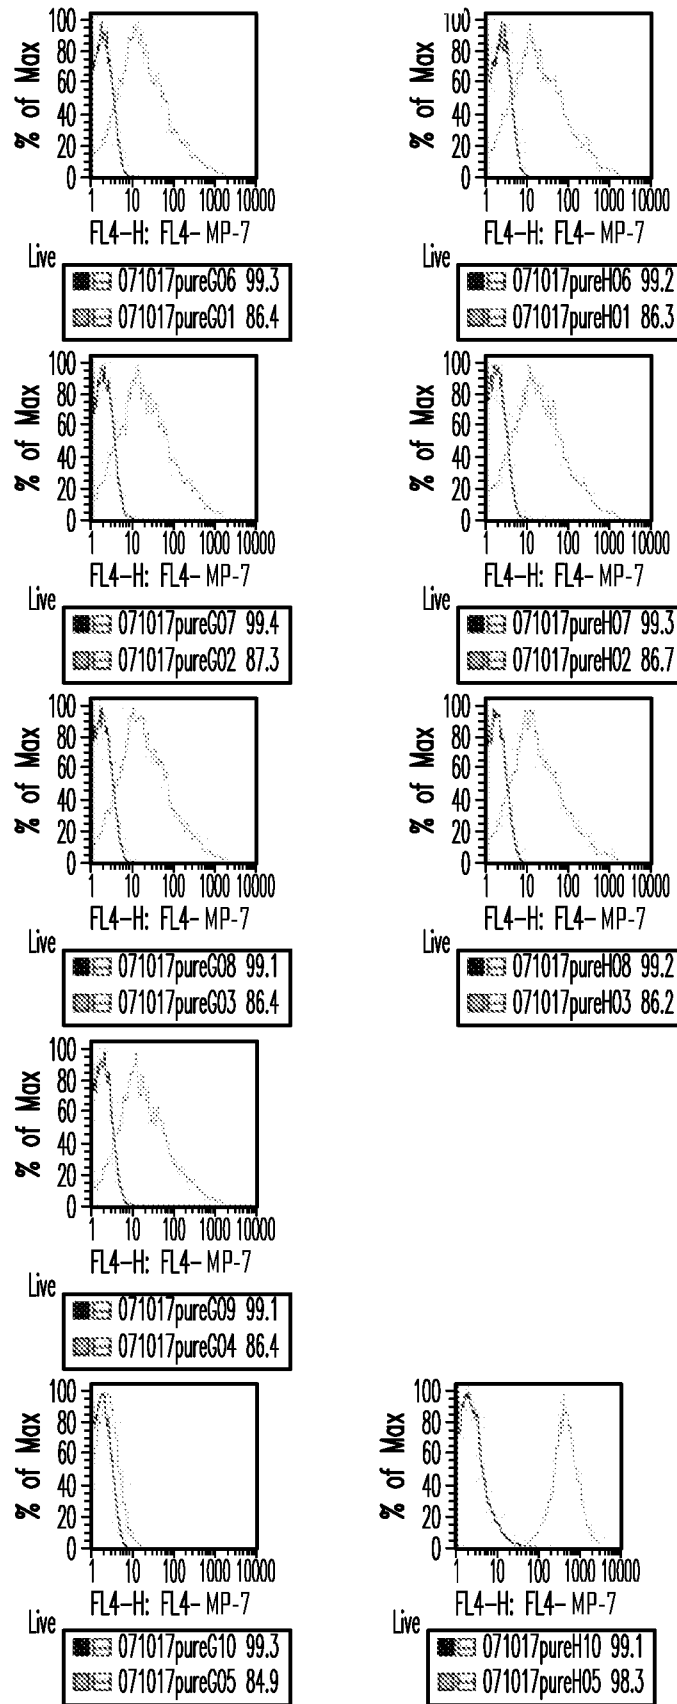 % of Max
100
80
60
40
20
0
1 10 100 1000 10000
FL4-H: FL4- MP-7
Live
071017pureG06 99.3
071017pureG01 86.4
% of Max
100
80
60
40
20
0
1 10 100 1000 10000
FL4-H: FL4- MP-7
Live
071017pureH06 99.2
071017pureH01 86.3
% of Max
100
80
60
40
20
0
1 10 100 1000 10000
FL4-H: FL4- MP-7
Live
071017pureG07 99.4
071017pureG02 87.3
% of Max
100
80
60
40
20
0
1 10 100 1000 10000
FL4-H: FL4- MP-7
Live
071017pureH07 99.3
071017pureH02 86.7
% of Max
100
80
60
40
20
0
1 10 100 1000 10000
FL4-H: FL4- MP-7
Live
071017pureG08 99.1
071017pureG03 86.4
% of Max
100
80
60
40
20
0
1 10 100 1000 10000
FL4-H: FL4- MP-7
Live
071017pureH08 99.2
071017pureH03 86.2
% of Max
100
80
60
40
20
0
1 10 100 1000 10000
FL4-H: FL4- MP-7
Live
071017pureG09 99.1
071017pureG04 86.4
% of Max
100
80
60
40
20
0
1 10 100 1000 10000
FL4-H: FL4- MP-7
Live
071017pureG10 99.3
071017pureG05 84.9
% of Max
100
80
60
40
20
0
1 10 100 1000 10000
FL4-H: FL4- MP-7
Live
071017pureH10 99.1
071017pureH05 98.3